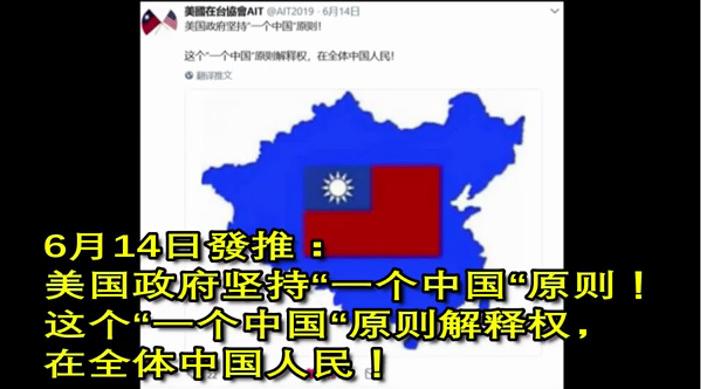 美國在台協會AIT @AIT2019 · 6月14日
美国政府坚持“一个中国”原则！
这个“一个中国”原则解释权，在全体中国人民！
翻译推文
6月14日發推：
美国政府坚持“一个中国“原则！
这个“一个中国“原则解释权，
在全体中国人民！